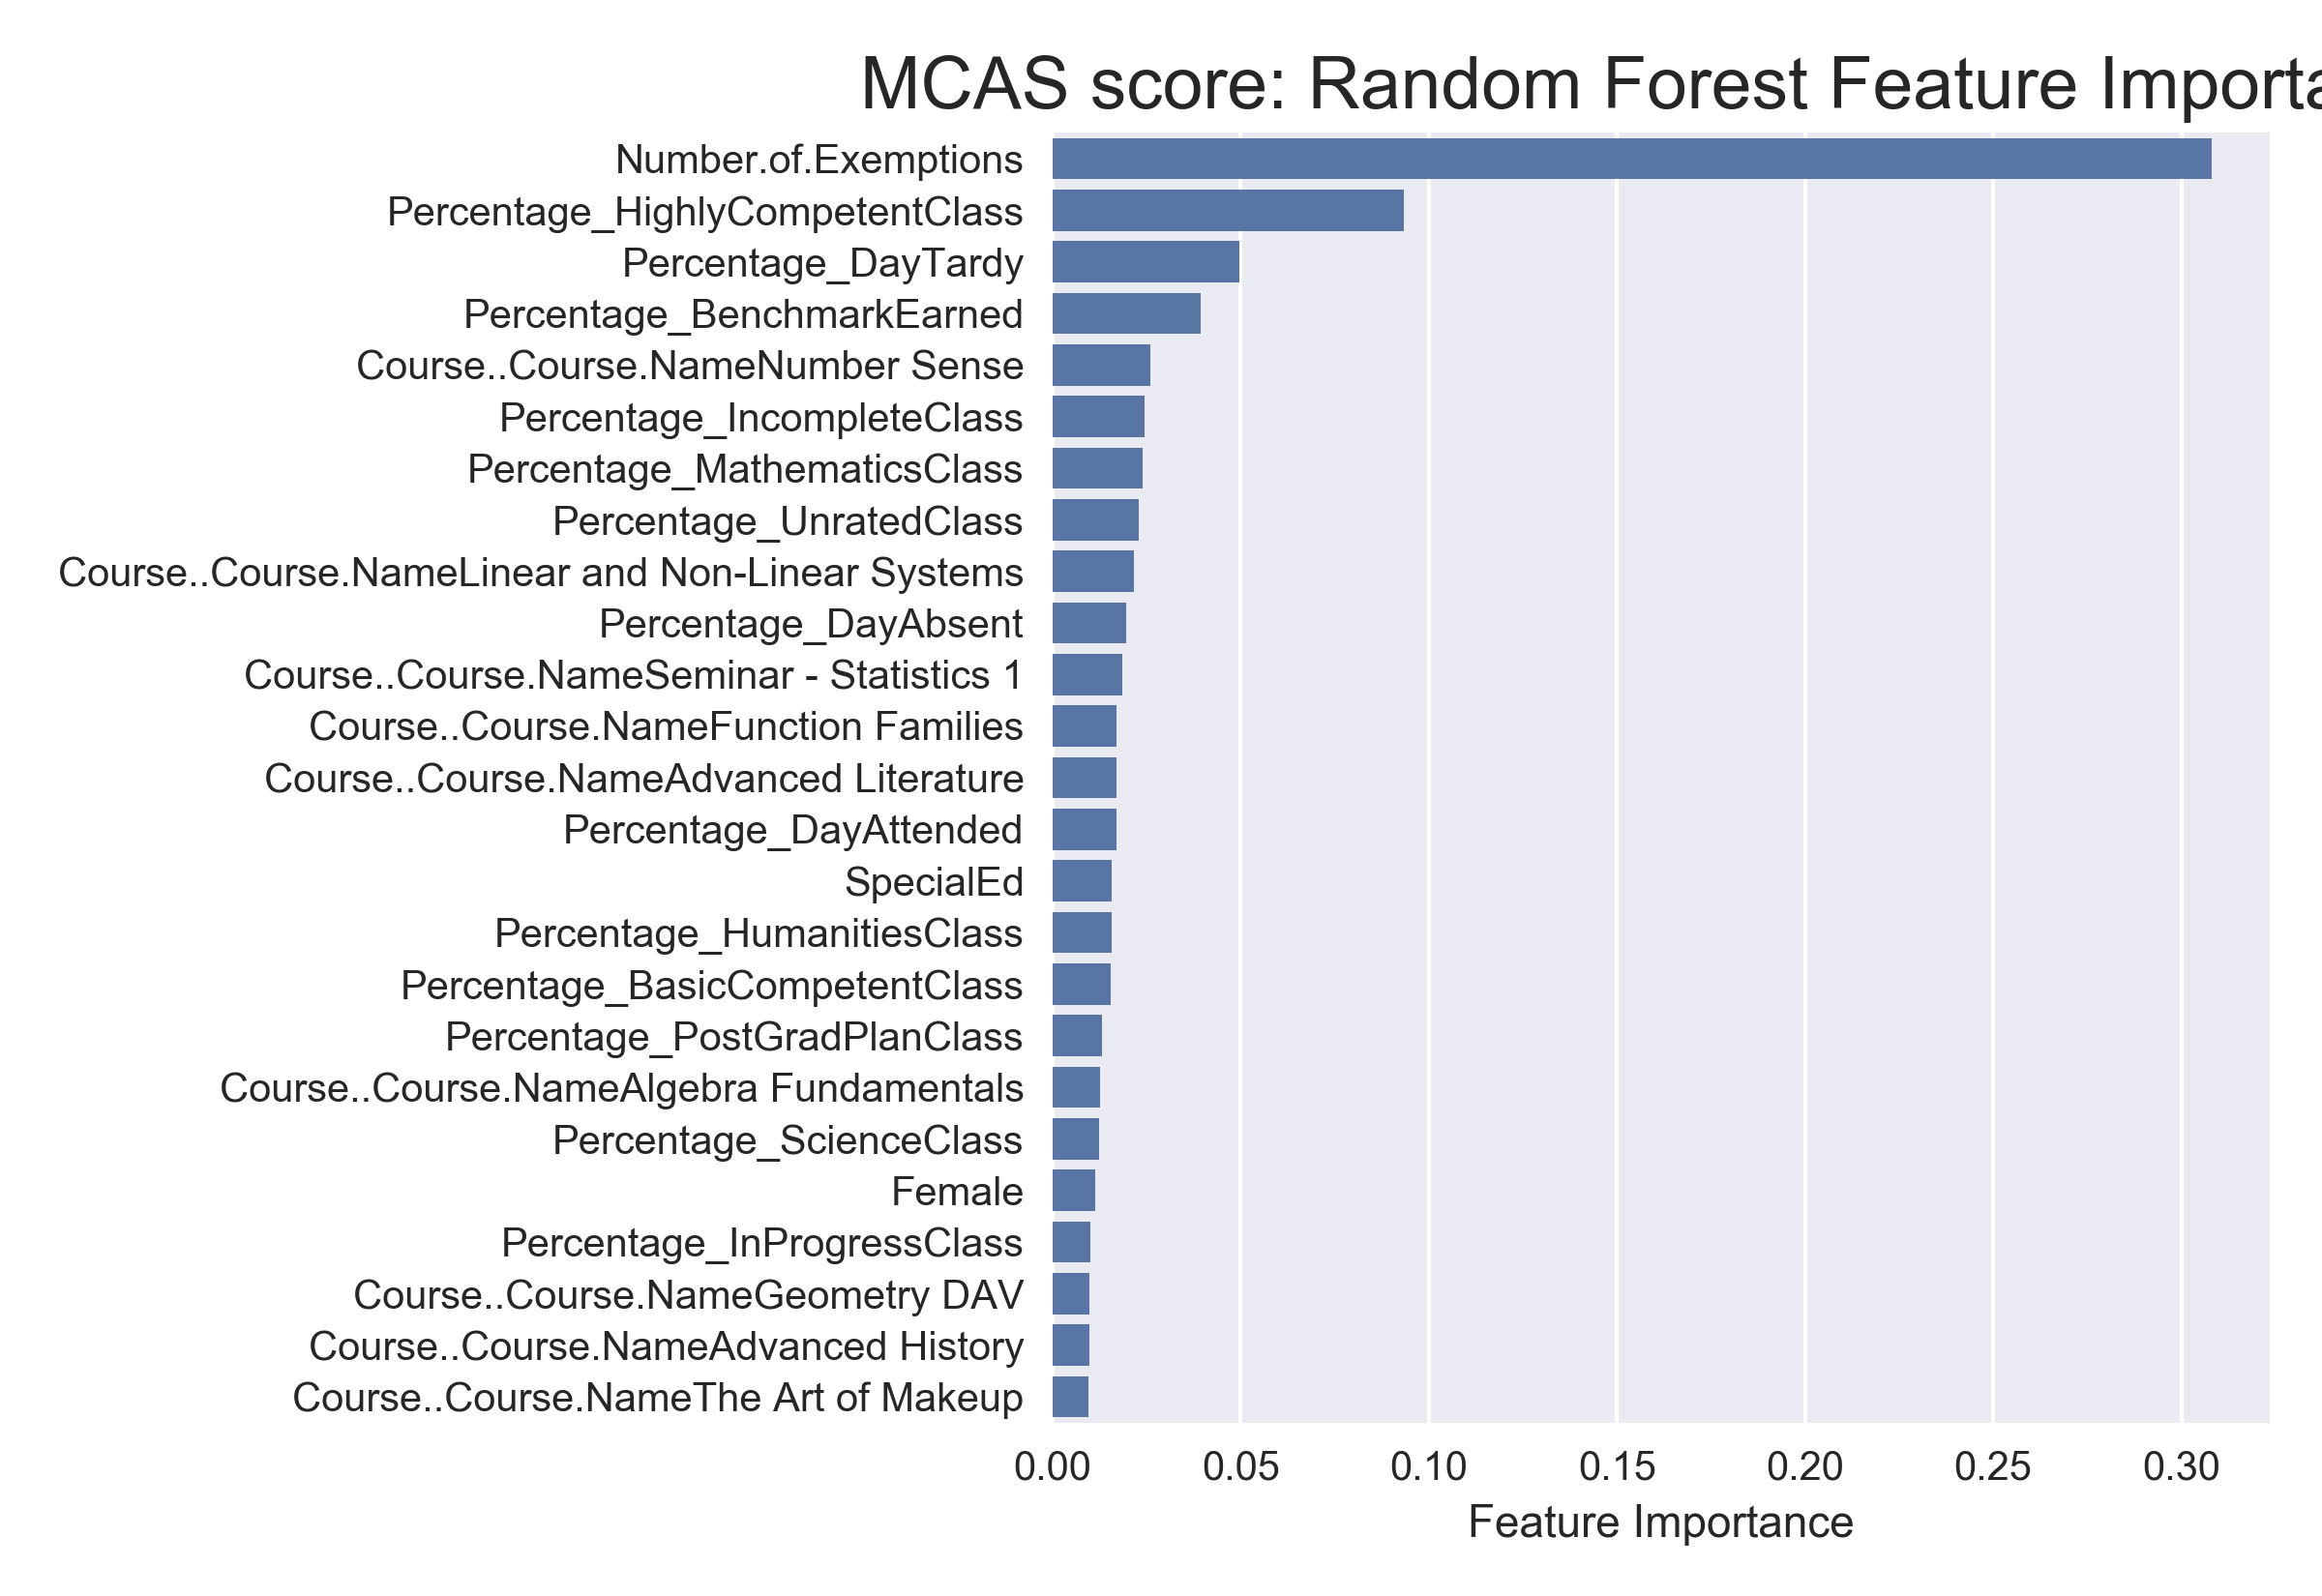 MCAS score: Random Forest Feature Importa
Number.of.Exemptions
Percentage_HighlyCompetentClass
Percentage_DayTardy
Percentage_BenchmarkEarned
Course..Course.NameNumber Sense
Percentage_IncompleteClass
Percentage_MathematicsClass
Percentage_UnratedClass
Course..Course.NameLinear and Non-Linear Systems
Percentage_DayAbsent
Course..Course.NameSeminar - Statistics 1
Course..Course.NameFunction Families
Course..Course.NameAdvanced Literature
Percentage_DayAttended
SpecialEd
Percentage_HumanitiesClass
Percentage_BasicCompetentClass
Percentage_PostGradPlanClass
Course..Course.NameAlgebra Fundamentals
Percentage_ScienceClass
Female
Percentage_InProgressClass
Course..Course.NameGeometry DAV
Course..Course.NameAdvanced History
Course..Course.NameThe Art of Makeup
0.00 0.05 0.10 0.15 0.20 0.25 0.30
Feature Importance